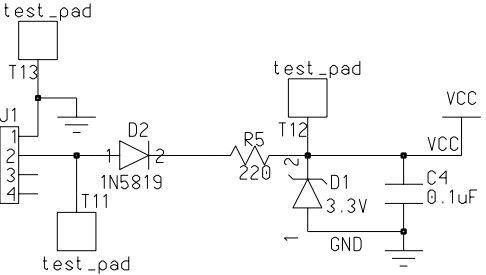 test_pad
T13
J1
1
2
3
4
D2
1
2
1N5819
T11
test_pad
test_pad
T12
R5
220
2
D1
3.3V
1
GND
VCC
VCC
C4
0.1uF